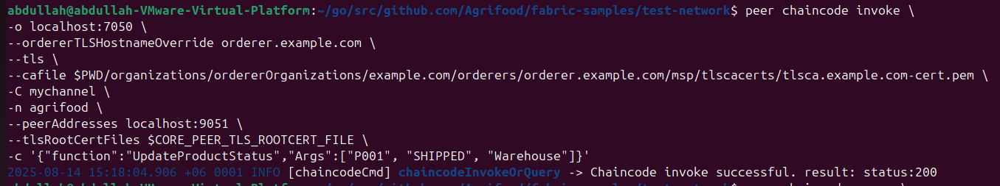 abdullah@abdullah-VMware-Virtual-Platform:~/go/src/github.com/Agrifood/fabric-samples/test-network$ peer chaincode invoke \
-o localhost:7050 \
--ordererTLSHostnameOverride orderer.example.com \
--tls \
--cafile $PWD/organizations/ordererOrganizations/example.com/orderers/orderer.example.com/msp/tlscacerts/tlsca.example.com-cert.pem \
-C mychannel \
-n agrifood \
--peerAddresses localhost:9051 \
--tlsRootCertFiles $CORE_PEER_TLS_ROOTCERT_FILE \
-c '{"function":"UpdateProductStatus","Args":["P001", "SHIPPED", "Warehouse"]}'
2025-08-14 15:18:04.906 +06 0001 INFO [chaincodeCmd] chaincodeInvokeOrQuery -> Chaincode invoke successful. result: status:200